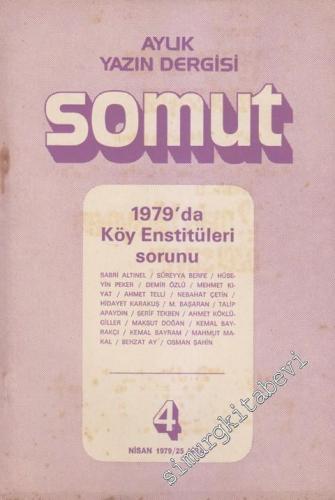 AYLIK
YAZIN DERGİSİ
somut
1979'da
Köy Enstitüleri
sorunu
SABRİ ALTINEL / SÜREYYA BERFE / HÜSE-
YİN PEKER / DEMİR ÖZLÜ / MEHMET KI-
YAT / AHMET TELLİ / NEBAHAT ÇETİN /
HİDAYET KARAKUŞ / M. BAŞARAN / TALİP
APAYDIN / ŞERİF TEKBEN / AHMET KÖKLÜ-
GİLLER / MAKSUT DOĞAN / KEMAL BAY-
RAKÇI / KEMAL BAYRAM / MAHMUT MA-
KAL / BEHZAT AY / OSMAN ŞAHİN
4
NİSAN 1979/25
simurgkitabevi